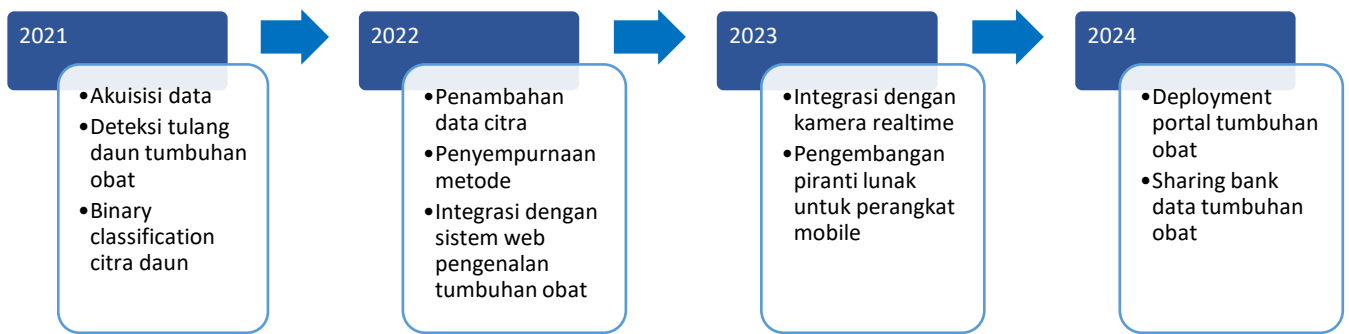 2021
•Akuisisi data
•Deteksi tulang
daun tumbuhan
obat
•Binary
classification
citra daun
2022
•Penambahan
data citra
•Penyempurnaan
metode
•Integrasi dengan
sistem web
pengenalan
tumbuhan obat
2023
•Integrasi dengan
kamera realtime
•Pengembangan
piranti lunak
untuk perangkat
mobile
2024
•Deployment
portal tumbuhan
obat
•Sharing bank
data tumbuhan
obat